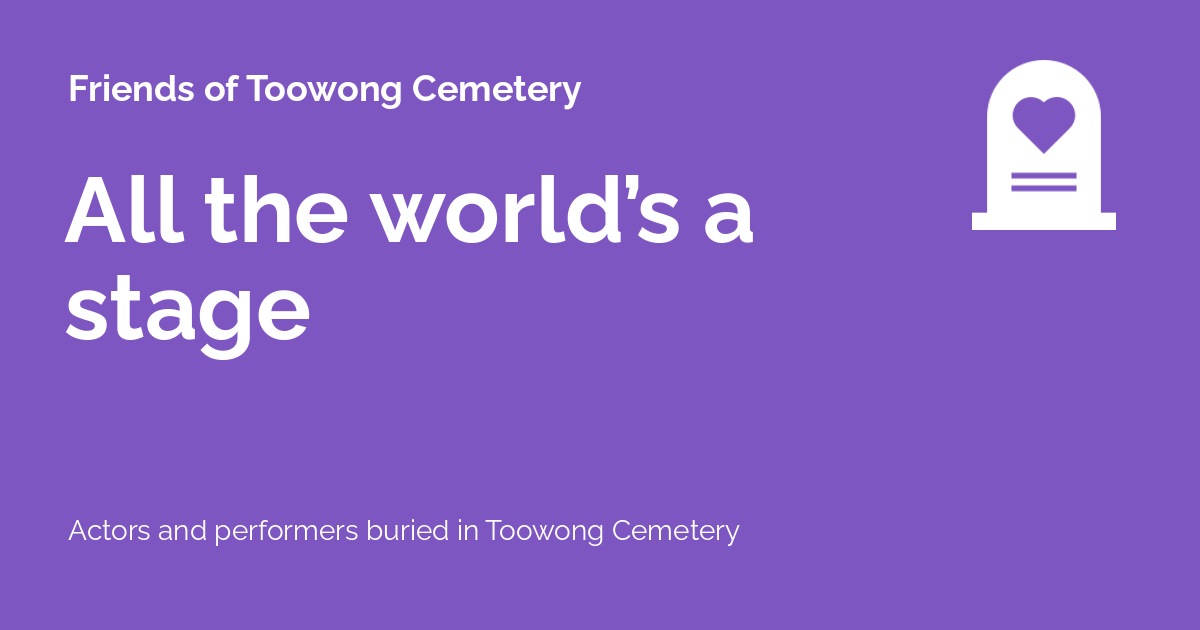 Friends of Toowong Cemetery
All the world’s a
stage
Actors and performers buried in Toowong Cemetery